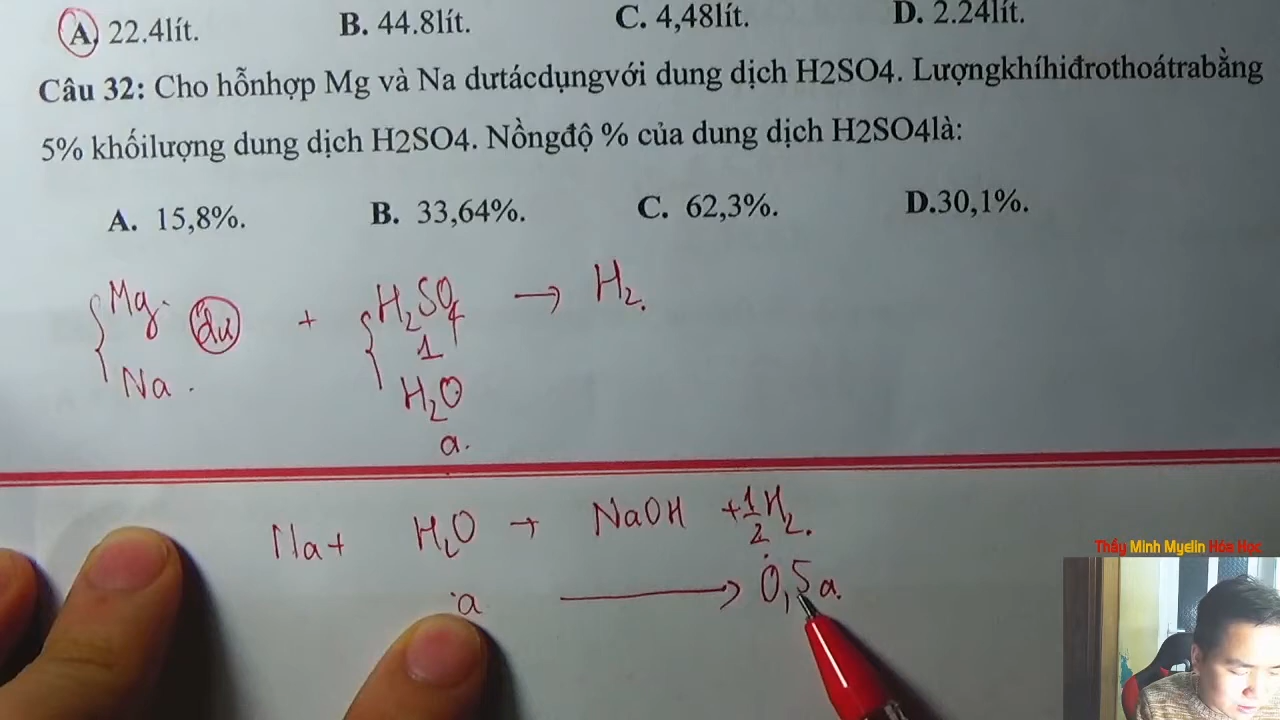 A. 22.4lít. B. 44.8lít. C. 4,48lít. D. 2.24lít.
Câu 32: Cho hỗnhợp Mg và Na dưtácdụngvới dung dịch H2SO4. Lượngkhíhiđrothoátrabằng
5% khốilượng dung dịch H2SO4. Nồngđộ % của dung dịch H2SO4là:
A. 15,8%. B. 33,64%. C. 62,3%. D.30,1%.
Mg dư + H2SO4 → H2.
1
Na. H2O
a.
Na+ H2O → NaOH +1/2H2.
a → 0,5a.
Thầy Minh Myelin Hóa Học